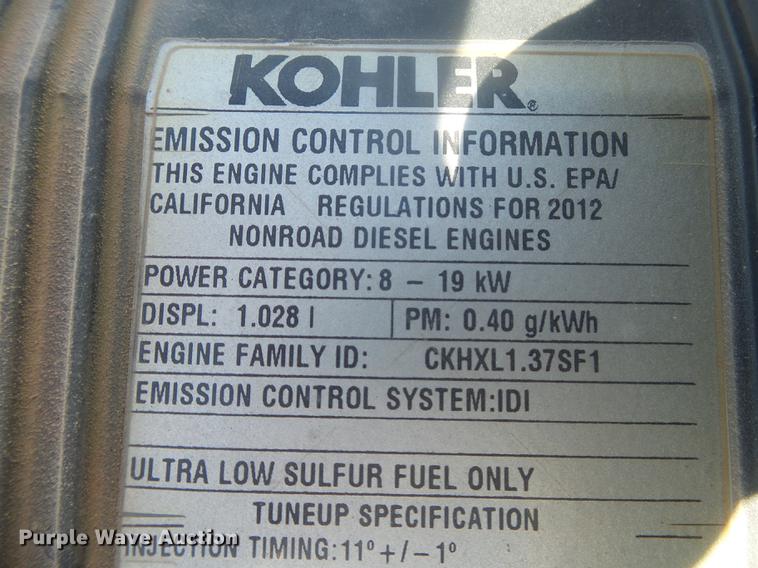 KOHLER®
EMISSION CONTROL INFORMATION
THIS ENGINE COMPLIES WITH U.S. EPA/
CALIFORNIA REGULATIONS FOR 2012
NONROAD DIESEL ENGINES
POWER CATEGORY: 8 – 19 kW
DISPL: 1.028 l PM: 0.40 g/kWh
ENGINE FAMILY ID: CKHXL1.37SF1
EMISSION CONTROL SYSTEM:IDI
ULTRA LOW SULFUR FUEL ONLY
TUNEUP SPECIFICATION
INJECTION TIMING:11° +/– 1°
Purple Wave Auction